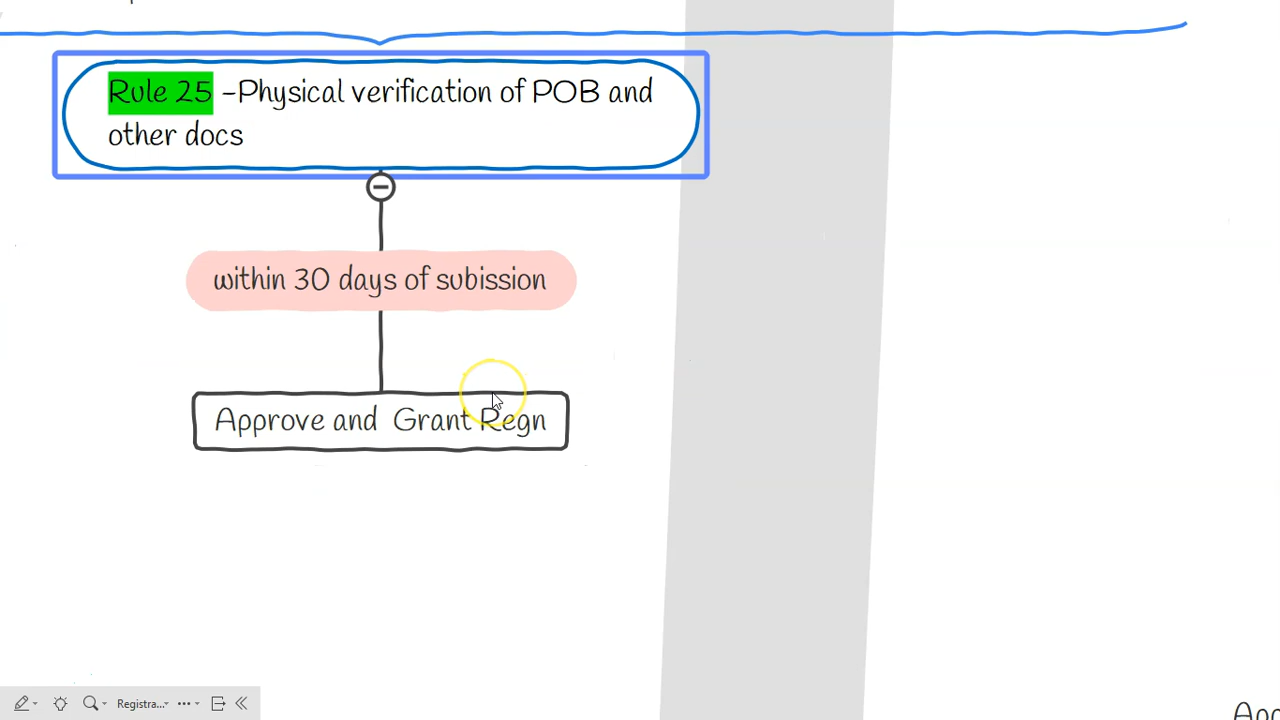 Rule 25 -Physical verification of POB and
other docs
within 30 days of subission
Approve and Grant Regn
Registra...